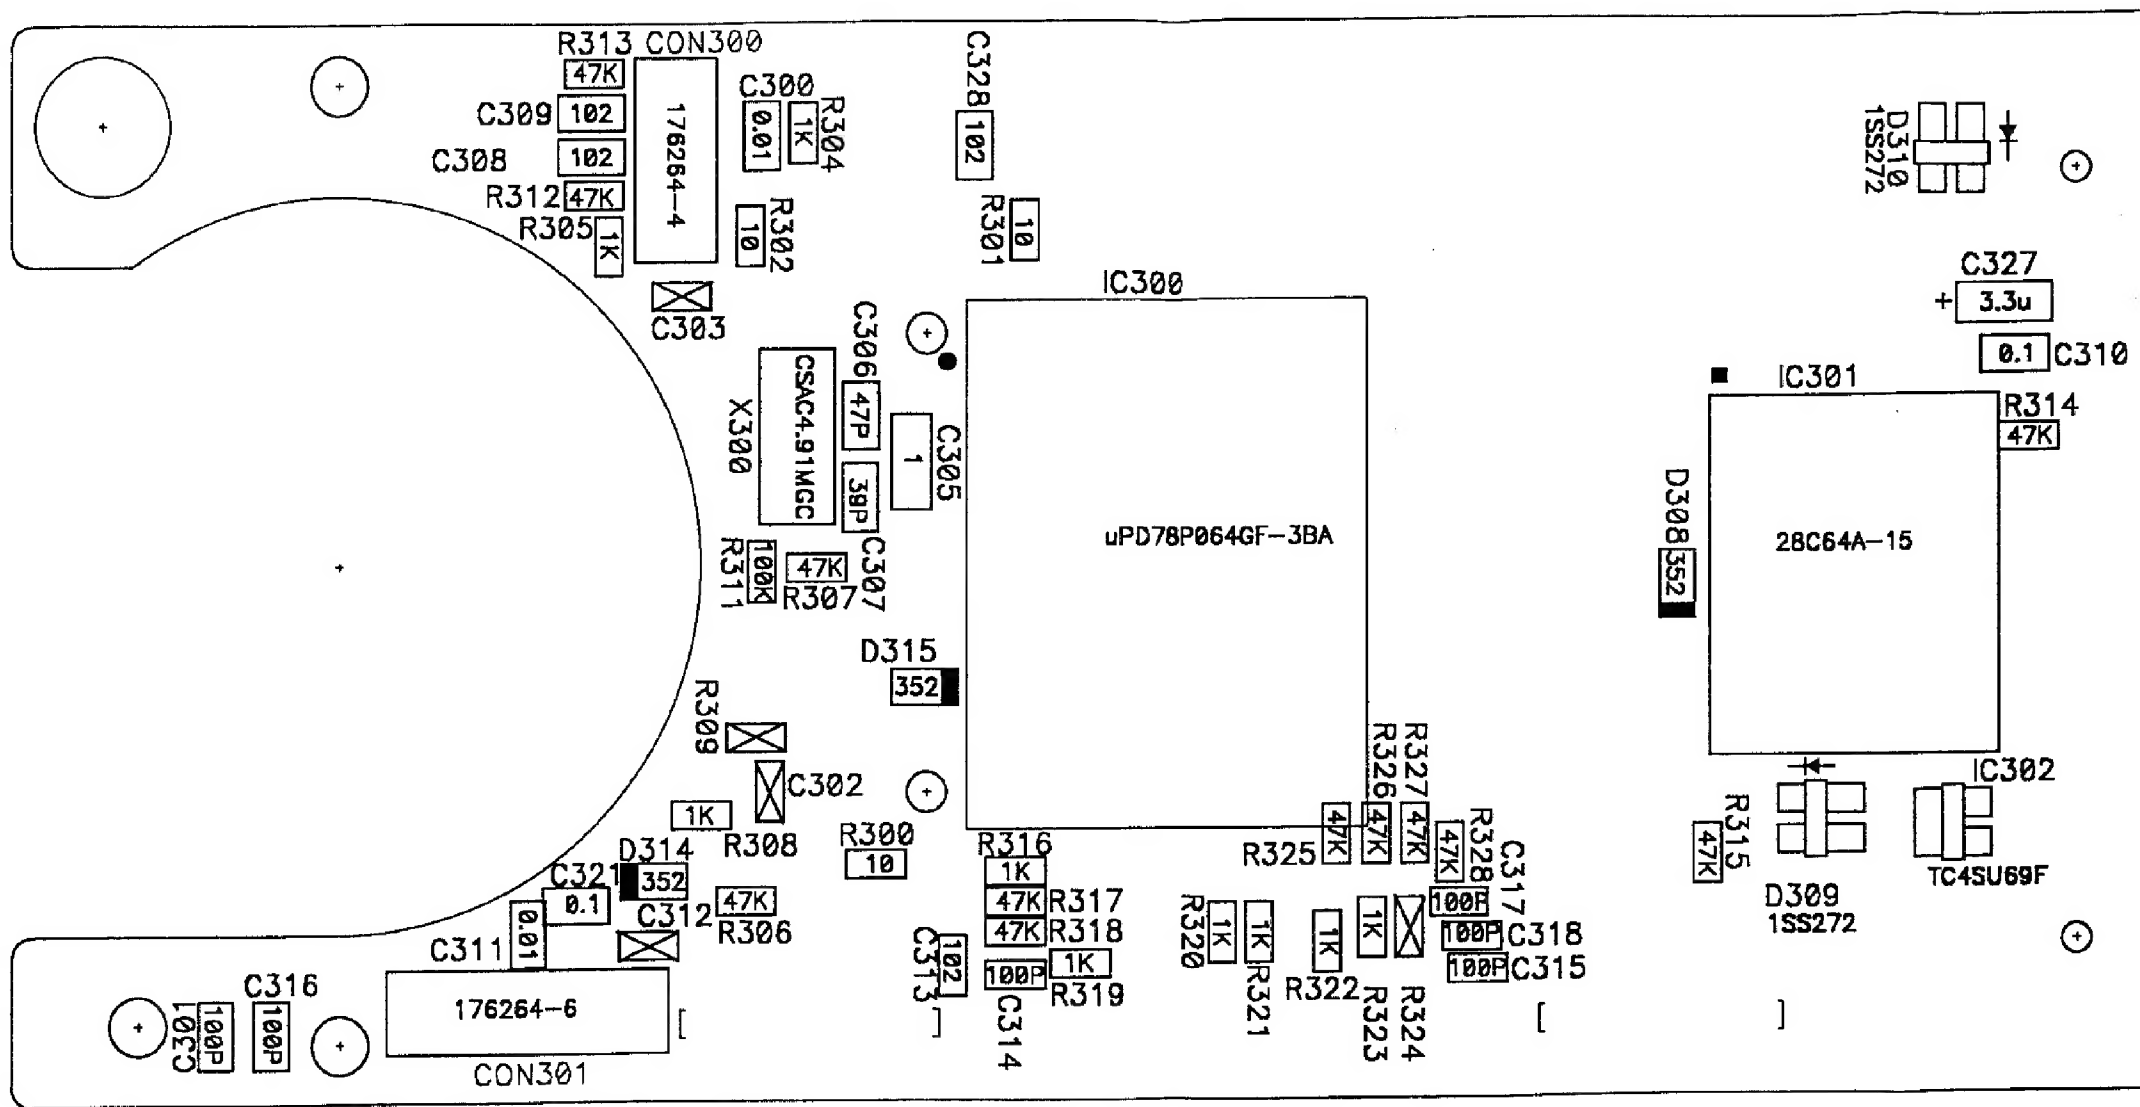 R313 CON300
47K
C309 102
C308 102
R312 47K
R305 1K
176264-4
C300
0.01
1K
R304
10
R302
C303
C328
102
R301
10
D310
1SS272
C327
+ 3.3u
0.1 C310
IC300
uPD78P064GF-3BA
IC301
28C64A-15
R314
47K
D308
352
C306
47P
X300
CSAC4.91MGC
C305
1
39P
C307
R311
100K
47K
R307
D315
352
R309
C302
1K
R308
R300
10
D314
352
C321
0.1
C312
47K
R306
C311
0.01
C316
C301
100P
100P
176264-6
CON301
[ ]
R316
1K
47K R317
47K R318
C313
102
100P
C314
1K
R319
R320
1K
1K
R321
1K
R322
1K
R323
R324
R325
47K
R326
47K
R327
47K
R328
47K
C317
100P
100P C318
100P C315
[ ]
R315
47K
D309
1SS272
IC302
TC4SU69F